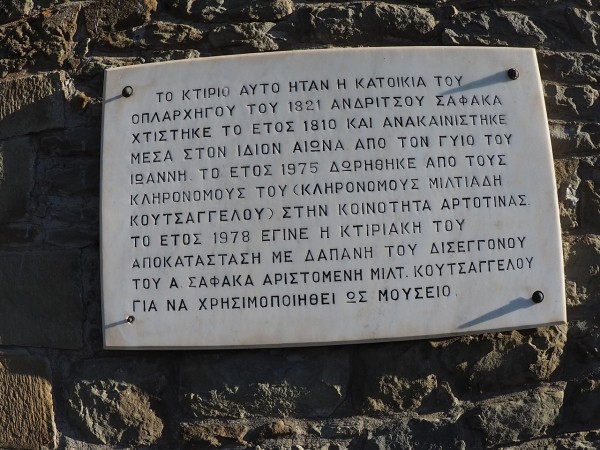 ΤΟ ΚΤΙΡΙΟ ΑΥΤΟ ΗΤΑΝ Η ΚΑΤΟΙΚΙΑ ΤΟΥ
ΟΠΛΑΡΧΗΓΟΥ ΤΟΥ 1821 ΑΝΔΡΙΤΣΟΥ ΣΑΦΑΚΑ
ΧΤΙΣΤΗΚΕ ΤΟ ΕΤΟΣ 1810 ΚΑΙ ΑΝΑΚΑΙΝΙΣΤΗΚΕ
ΜΕΣΑ ΣΤΟΝ ΙΔΙΟΝ ΑΙΩΝΑ ΑΠΟ ΤΟΝ ΓΥΙΟ ΤΟΥ
ΙΩΑΝΝΗ. ΤΟ ΕΤΟΣ 1975 ΔΩΡΗΘΗΚΕ ΑΠΟ ΤΟΥΣ
ΚΛΗΡΟΝΟΜΟΥΣ ΤΟΥ (ΚΛΗΡΟΝΟΜΟΥΣ ΜΙΛΤΙΑΔΗ
ΚΟΥΤΣΑΓΓΕΛΟΥ) ΣΤΗΝ ΚΟΙΝΟΤΗΤΑ ΑΡΤΟΤΙΝΑΣ.
ΤΟ ΕΤΟΣ 1978 ΕΓΙΝΕ Η ΚΤΙΡΙΑΚΗ ΤΟΥ
ΑΠΟΚΑΤΑΣΤΑΣΗ ΜΕ ΔΑΠΑΝΗ ΤΟΥ ΔΙΣΕΓΓΟΝΟΥ
ΤΟΥ Α. ΣΑΦΑΚΑ ΑΡΙΣΤΟΜΕΝΗ ΜΙΛΤ. ΚΟΥΤΣΑΓΓΕΛΟΥ
ΓΙΑ ΝΑ ΧΡΗΣΙΜΟΠΟΙΗΘΕΙ ΩΣ ΜΟΥΣΕΙΟ.